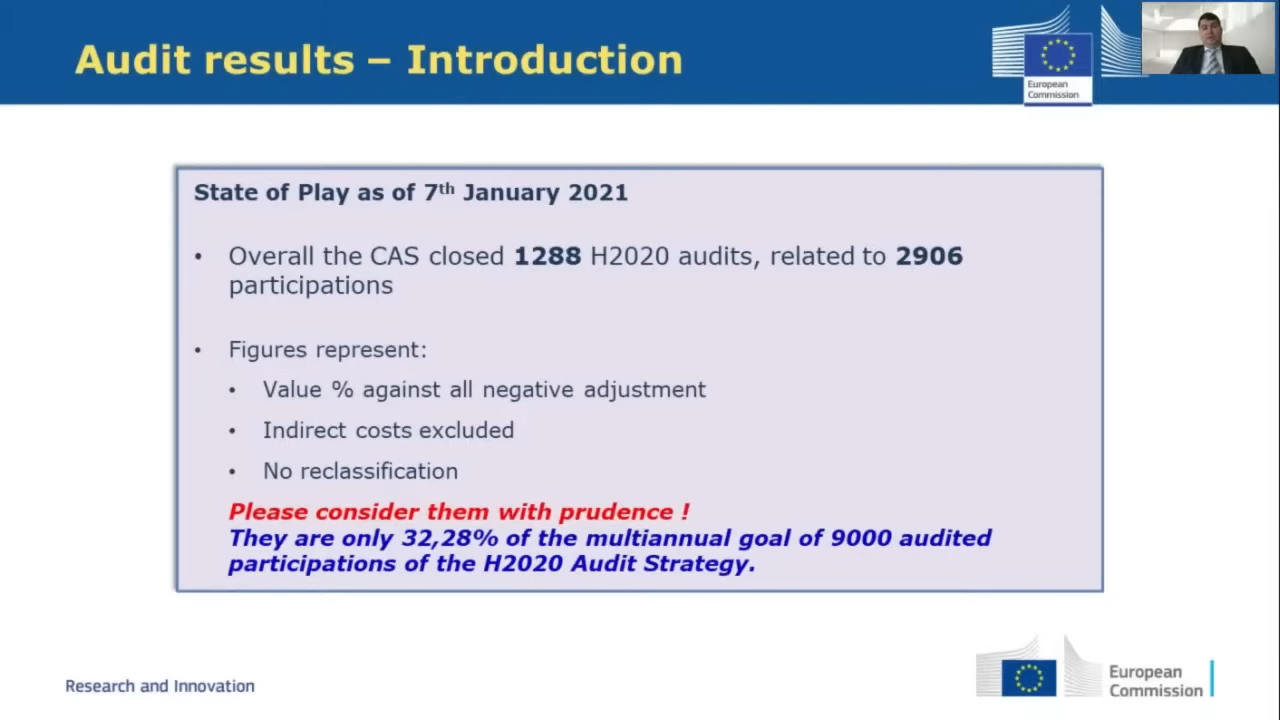 Audit results – Introduction
European
Commission
State of Play as of 7th January 2021
• Overall the CAS closed 1288 H2020 audits, related to 2906
participations
• Figures represent:
• Value % against all negative adjustment
• Indirect costs excluded
• No reclassification
Please consider them with prudence !
They are only 32,28% of the multiannual goal of 9000 audited
participations of the H2020 Audit Strategy.
Research and Innovation
European
Commission